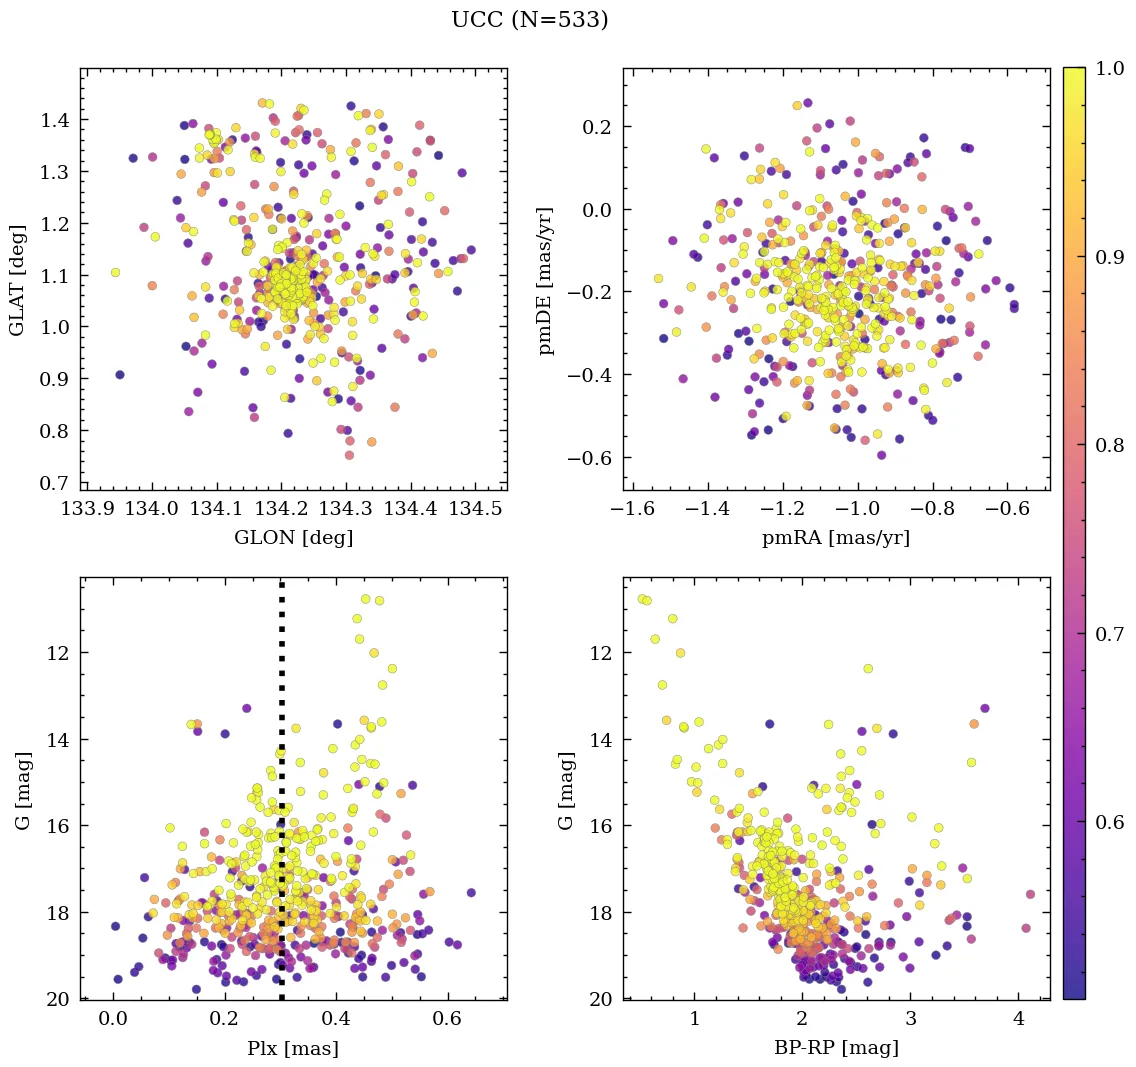 UCC (N=533)
1.4
1.3
1.2
1.1
1.0
0.9
0.8
0.7
GLAT [deg]
133.9 134.0 134.1 134.2 134.3 134.4 134.5
GLON [deg]
0.2
0.0
−0.2
−0.4
−0.6
pmDE [mas/yr]
−1.6 −1.4 −1.2 −1.0 −0.8 −0.6
pmRA [mas/yr]
12
14
16
18
20
G [mag]
0.0 0.2 0.4 0.6
Plx [mas]
12
14
16
18
20
G [mag]
1 2 3 4
BP-RP [mag]
1.0
0.9
0.8
0.7
0.6